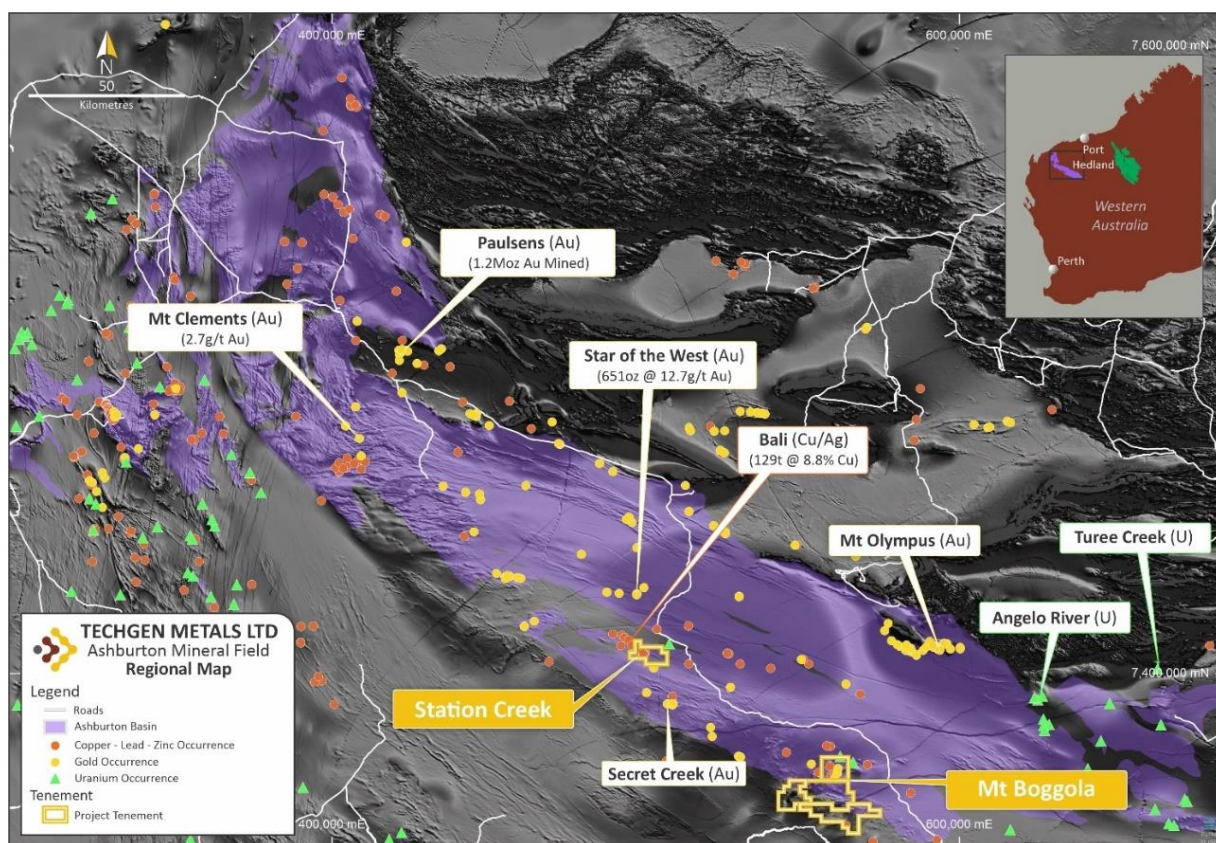 400,000 mE
600,000 mE
7,600,000 mN
N
50
Kilometres
Port
Hedland
Western
Australia
Perth
Paulsens (Au)
(1.2Moz Au Mined)
Mt Clements (Au)
(2.7g/t Au)
Star of the West (Au)
(651oz @ 12.7g/t Au)
Bali (Cu/Ag)
(129t @ 8.8% Cu)
Mt Olympus (Au)
Turee Creek (U)
Angelo River (U)
7,400,000 mN
Station Creek
Secret Creek (Au)
Mt Boggola
TECHGEN METALS LTD
Ashburton Mineral Field
Regional Map
Legend
Roads
Ashburton Basin
Copper - Lead - Zinc Occurrence
Gold Occurrence
Uranium Occurrence
Tenement
Project Tenement
400,000 mE
600,000 mE